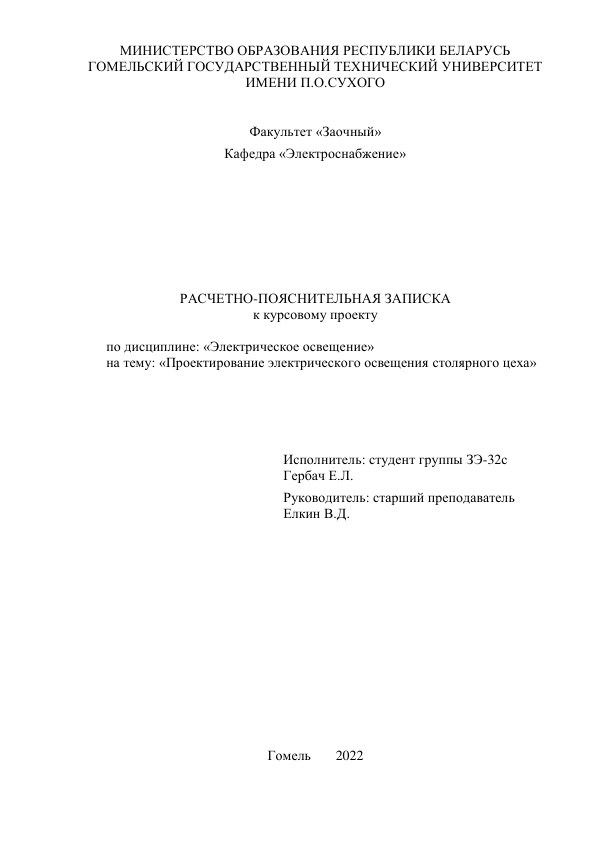 МИНИСТЕРСТВО ОБРАЗОВАНИЯ РЕСПУБЛИКИ БЕЛАРУСЬ
ГОМЕЛЬСКИЙ ГОСУДАРСТВЕННЫЙ ТЕХНИЧЕСКИЙ УНИВЕРСИТЕТ
ИМЕНИ П.О.СУХОГО
Факультет «Заочный»
Кафедра «Электроснабжение»
РАСЧЕТНО-ПОЯСНИТЕЛЬНАЯ ЗАПИСКА
к курсовому проекту
по дисциплине: «Электрическое освещение»
на тему: «Проектирование электрического освещения столярного цеха»
Исполнитель: студент группы ЗЭ-32с
Гербач Е.Л.
Руководитель: старший преподаватель
Елкин В.Д.
Гомель 2022